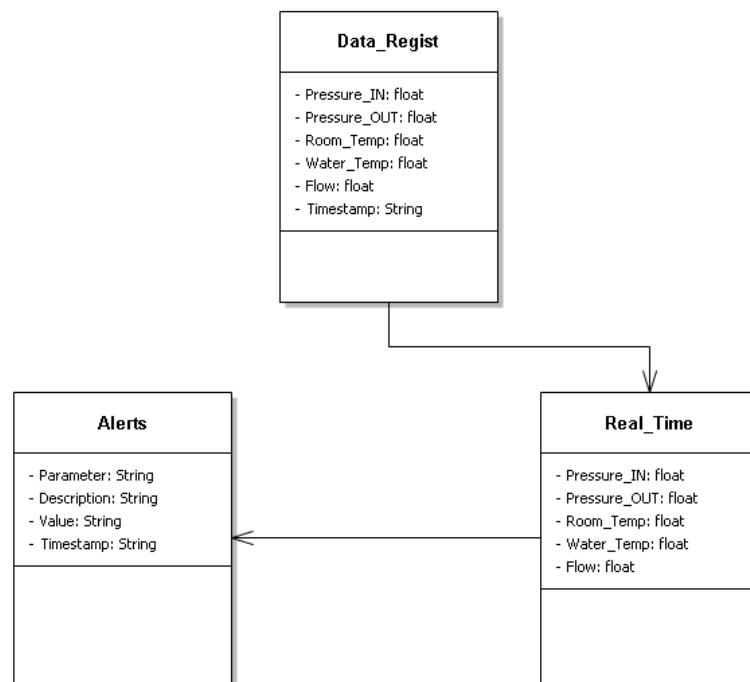 Data_Regist
- Pressure_IN: float
- Pressure_OUT: float
- Room_Temp: float
- Water_Temp: float
- Flow: float
- Timestamp: String
Alerts
- Parameter: String
- Description: String
- Value: String
- Timestamp: String
Real_Time
- Pressure_IN: float
- Pressure_OUT: float
- Room_Temp: float
- Water_Temp: float
- Flow: float